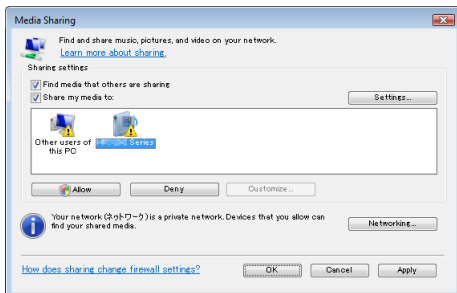 Media Sharing
Find and share music, pictures, and video on your network.
Learn more about sharing.
Sharing settings
Find media that others are sharing
Share my media to:
Settings...
Other users of
this PC
Series
Allow
Deny
Customize...
Your network (ネットワーク) is a private network. Devices that you allow can
find your shared media.
Networking...
How does sharing change firewall settings?
OK
Cancel
Apply